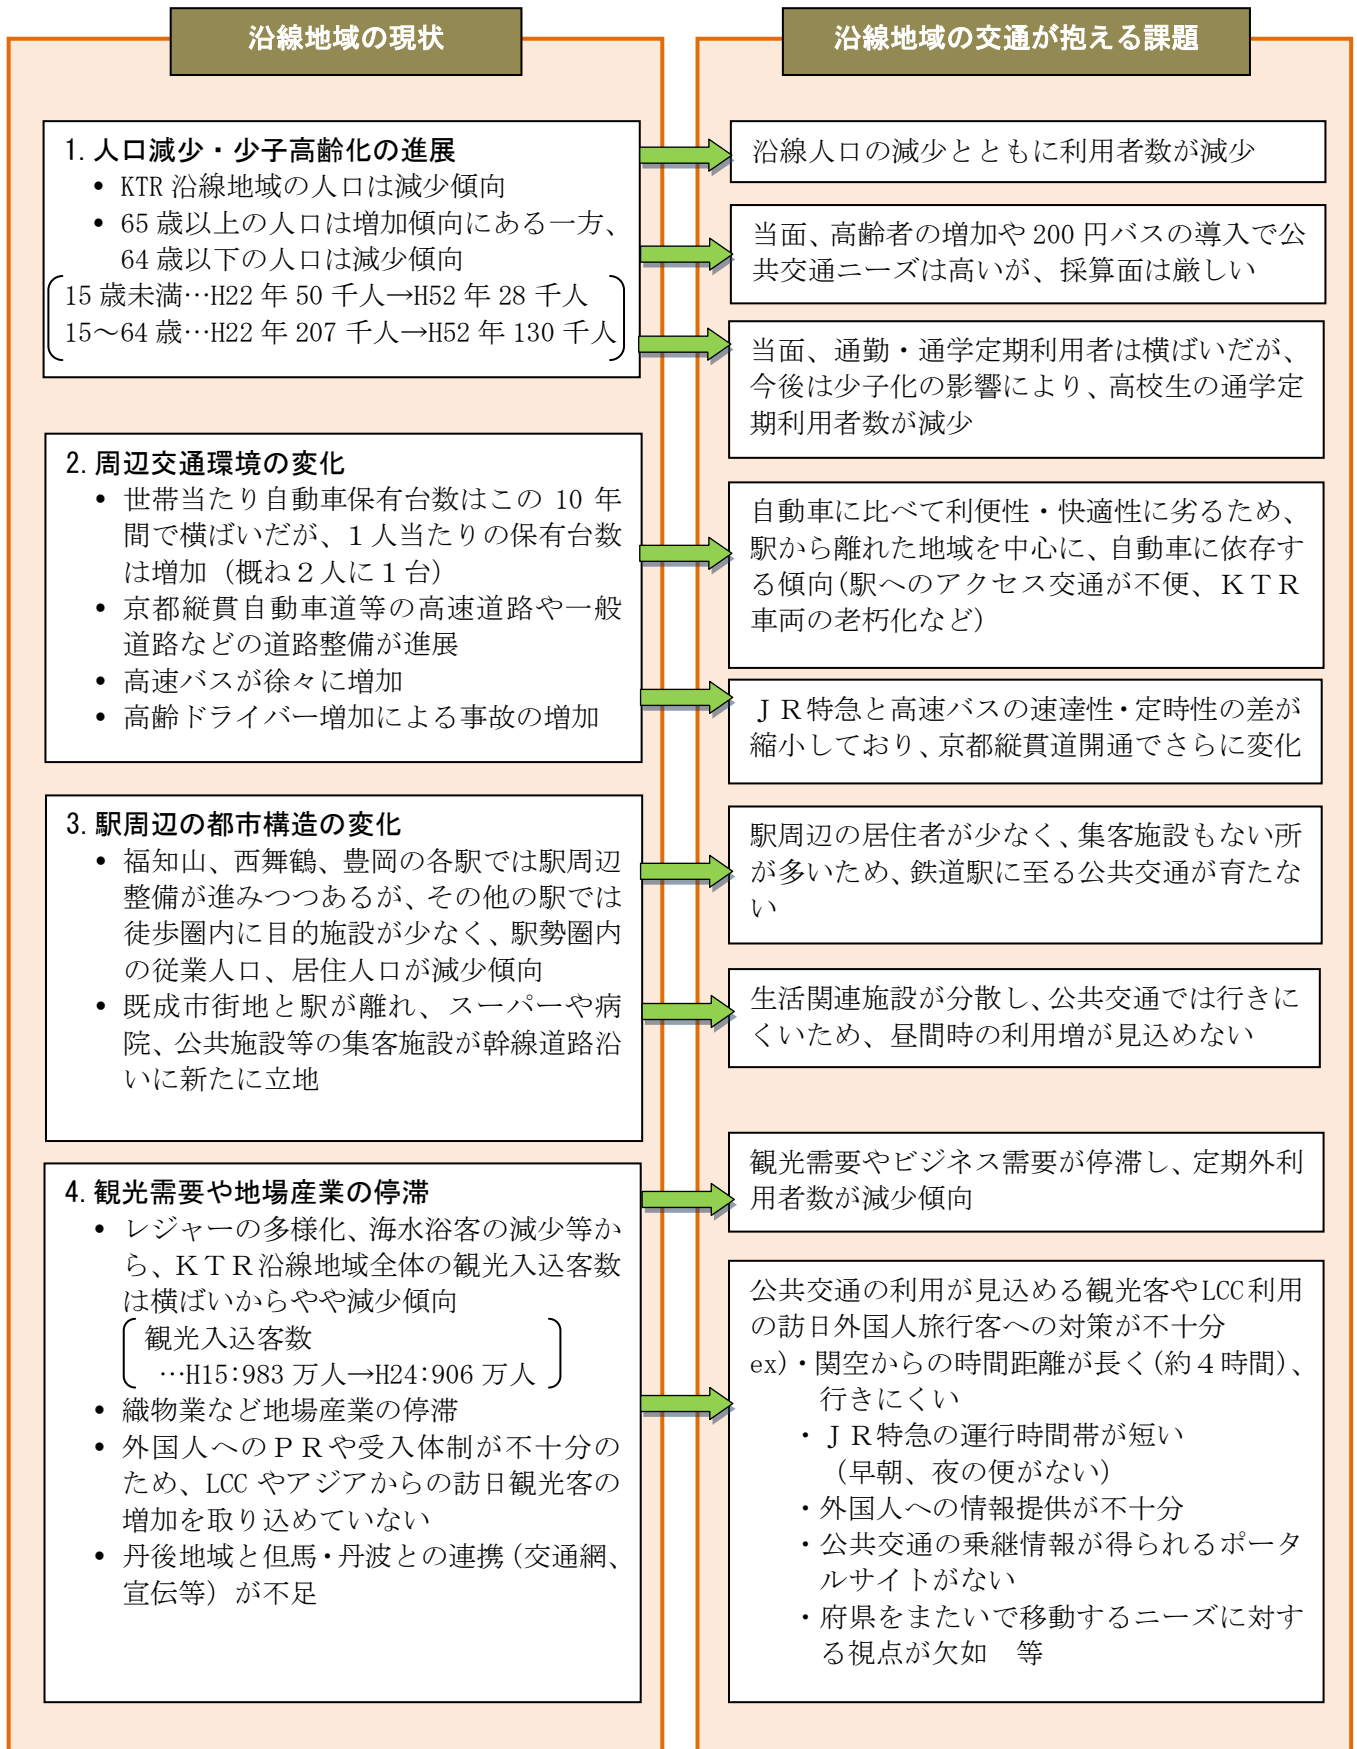 沿線地域の現状
1. 人口減少・少子高齢化の進展
• KTR 沿線地域の人口は減少傾向
• 65 歳以上の人口は増加傾向にある一方、
64 歳以下の人口は減少傾向
15 歳未満…H22 年 50 千人→H52 年 28 千人
15～64 歳…H22 年 207 千人→H52 年 130 千人
2. 周辺交通環境の変化
• 世帯当たり自動車保有台数はこの 10 年
間で横ばいだが、１人当たりの保有台数
は増加（概ね２人に１台）
• 京都縦貫自動車道等の高速道路や一般
道路などの道路整備が進展
• 高速バスが徐々に増加
• 高齢ドライバー増加による事故の増加
3. 駅周辺の都市構造の変化
• 福知山、西舞鶴、豊岡の各駅では駅周辺
整備が進みつつあるが、その他の駅では
徒歩圏内に目的施設が少なく、駅勢圏内
の従業人口、居住人口が減少傾向
• 既成市街地と駅が離れ、スーパーや病
院、公共施設等の集客施設が幹線道路沿
いに新たに立地
4. 観光需要や地場産業の停滞
• レジャーの多様化、海水浴客の減少等か
ら、ＫＴＲ沿線地域全体の観光入込客数
は横ばいからやや減少傾向
観光入込客数
…H15:983 万人→H24:906 万人
• 織物業など地場産業の停滞
• 外国人へのＰＲや受入体制が不十分の
ため、LCC やアジアからの訪日観光客の
増加を取り込めていない
• 丹後地域と但馬・丹波との連携（交通網、
宣伝等）が不足
沿線地域の交通が抱える課題
沿線人口の減少とともに利用者数が減少
当面、高齢者の増加や 200 円バスの導入で公
共交通ニーズは高いが、採算面は厳しい
当面、通勤・通学定期利用者は横ばいだが、
今後は少子化の影響により、高校生の通学定
期利用者数が減少
自動車に比べて利便性・快適性に劣るため、
駅から離れた地域を中心に、自動車に依存す
る傾向（駅へのアクセス交通が不便、ＫＴＲ
車両の老朽化など）
ＪＲ特急と高速バスの速達性・定時性の差が
縮小しており、京都縦貫道開通でさらに変化
駅周辺の居住者が少なく、集客施設もない所
が多いため、鉄道駅に至る公共交通が育たな
い
生活関連施設が分散し、公共交通では行きに
くいため、昼間時の利用増が見込めない
観光需要やビジネス需要が停滞し、定期外利
用者数が減少傾向
公共交通の利用が見込める観光客やLCC利用
の訪日外国人旅行客への対策が不十分
ex）・関空からの時間距離が長く（約４時間）、
行きにくい
・ＪＲ特急の運行時間帯が短い
（早朝、夜の便がない）
・外国人への情報提供が不十分
・公共交通の乗継情報が得られるポータ
ルサイトがない
・府県をまたいで移動するニーズに対す
る視点が欠如　等